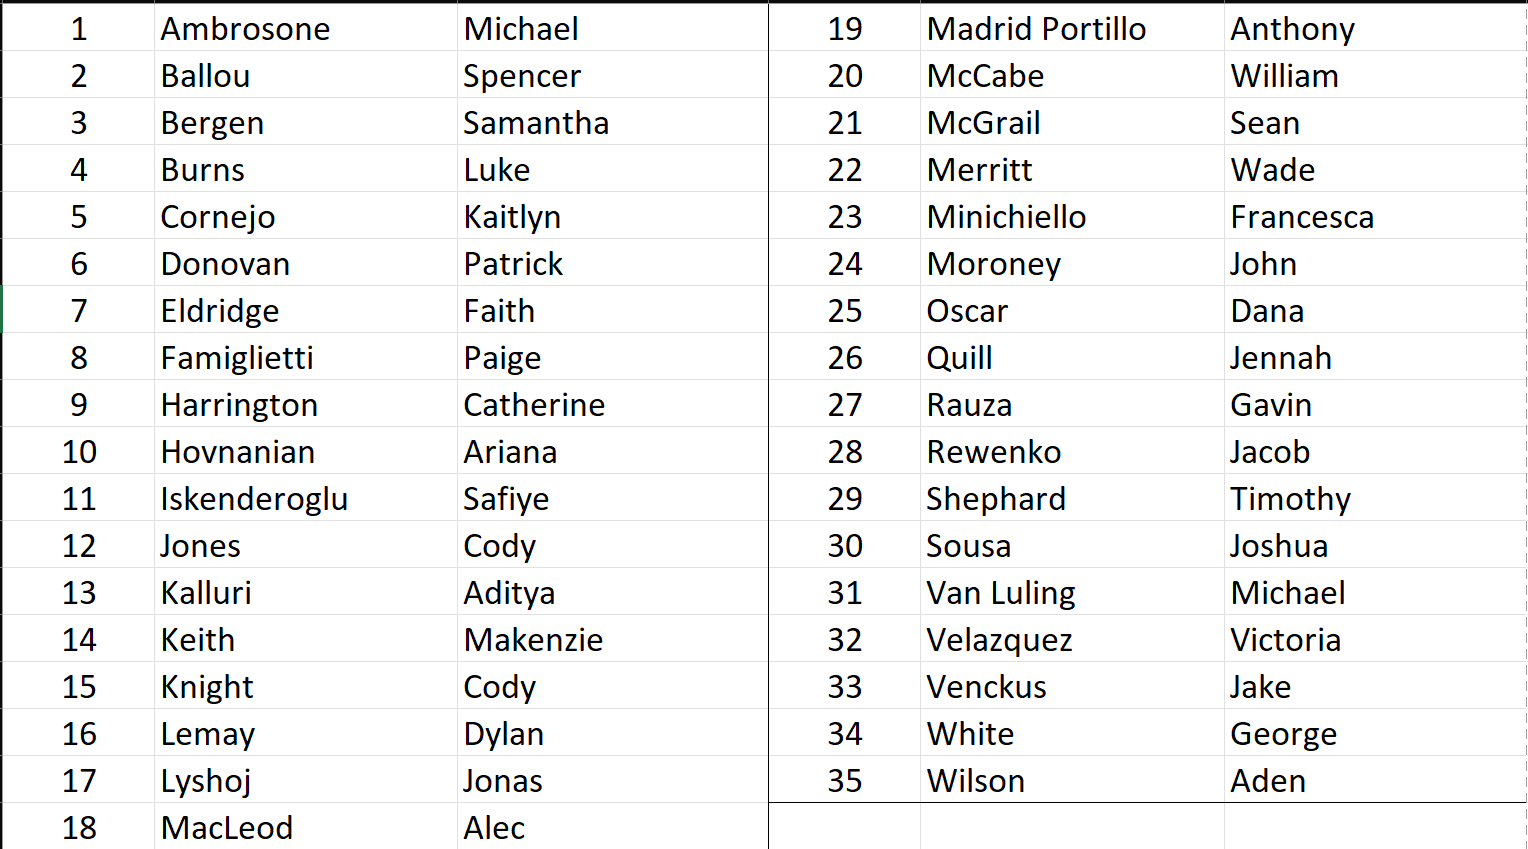 1 Ambrosone Michael
2 Ballou Spencer
3 Bergen Samantha
4 Burns Luke
5 Cornejo Kaitlyn
6 Donovan Patrick
7 Eldridge Faith
8 Famiglietti Paige
9 Harrington Catherine
10 Hovnanian Ariana
11 Iskenderoglu Safiye
12 Jones Cody
13 Kalluri Aditya
14 Keith Makenzie
15 Knight Cody
16 Lemay Dylan
17 Lyshoj Jonas
18 MacLeod Alec
19 Madrid Portillo Anthony
20 McCabe William
21 McGrail Sean
22 Merritt Wade
23 Minichiello Francesca
24 Moroney John
25 Oscar Dana
26 Quill Jennah
27 Rauza Gavin
28 Rewenko Jacob
29 Shephard Timothy
30 Sousa Joshua
31 Van Luling Michael
32 Velazquez Victoria
33 Venckus Jake
34 White George
35 Wilson Aden